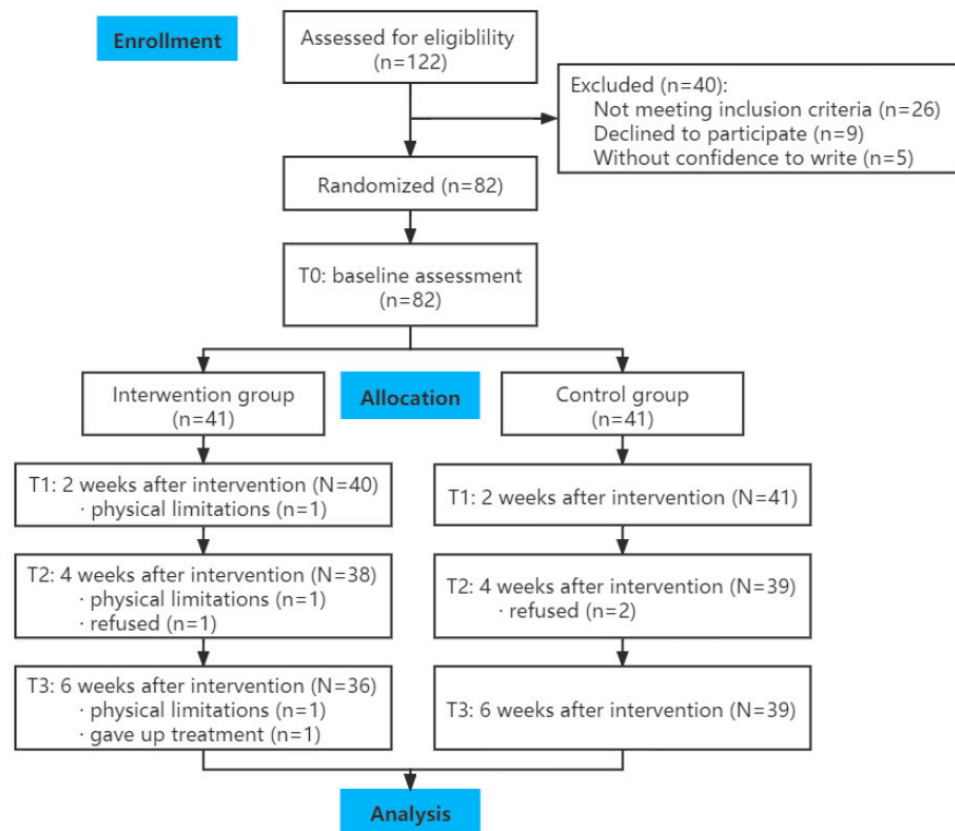 Enrollment
Assessed for eligiblility
(n=122)
Excluded (n=40):
Not meeting inclusion criteria (n=26)
Declined to participate (n=9)
Without confidence to write (n=5)
Randomized (n=82)
T0: baseline assessment
(n=82)
Interwention group
(n=41)
Allocation
Control group
(n=41)
T1: 2 weeks after intervention (N=40)
· physical limitations (n=1)
T1: 2 weeks after intervention (N=41)
T2: 4 weeks after intervention (N=38)
· physical limitations (n=1)
· refused (n=1)
T2: 4 weeks after intervention (N=39)
· refused (n=2)
T3: 6 weeks after intervention (N=36)
· physical limitations (n=1)
· gave up treatment (n=1)
T3: 6 weeks after intervention (N=39)
Analysis